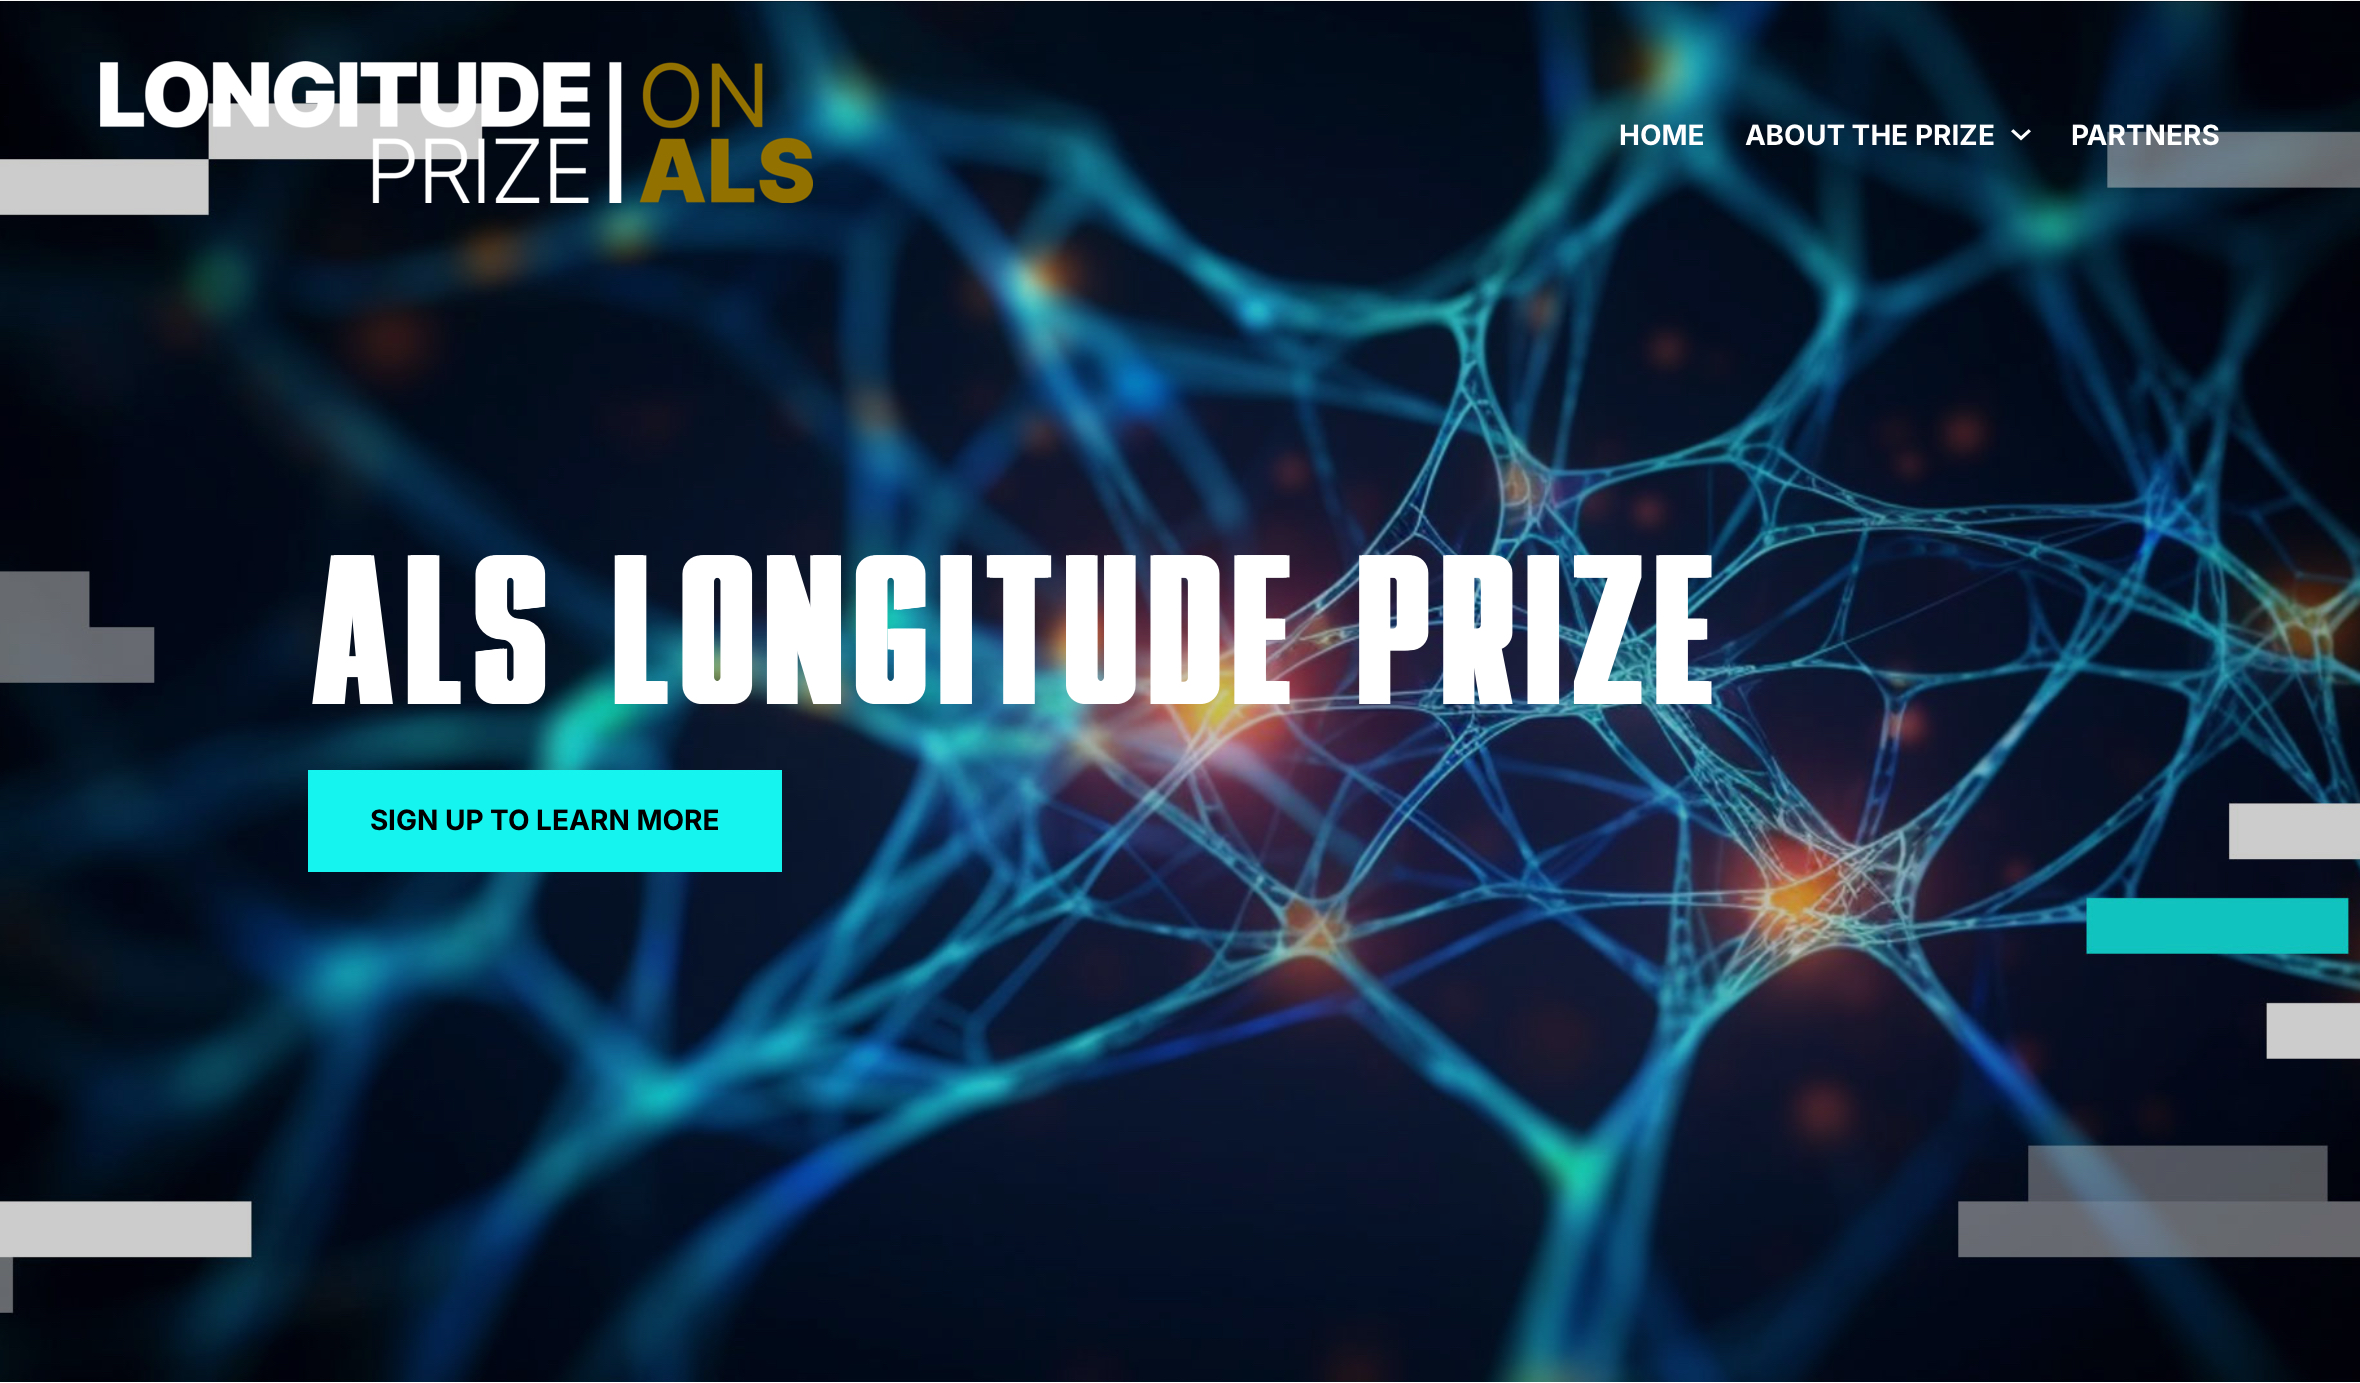 LONGITUDE
PRIZE
ON
ALS
HOME
ABOUT THE PRIZE
PARTNERS
ALS LONGITUDE PRIZE
SIGN UP TO LEARN MORE